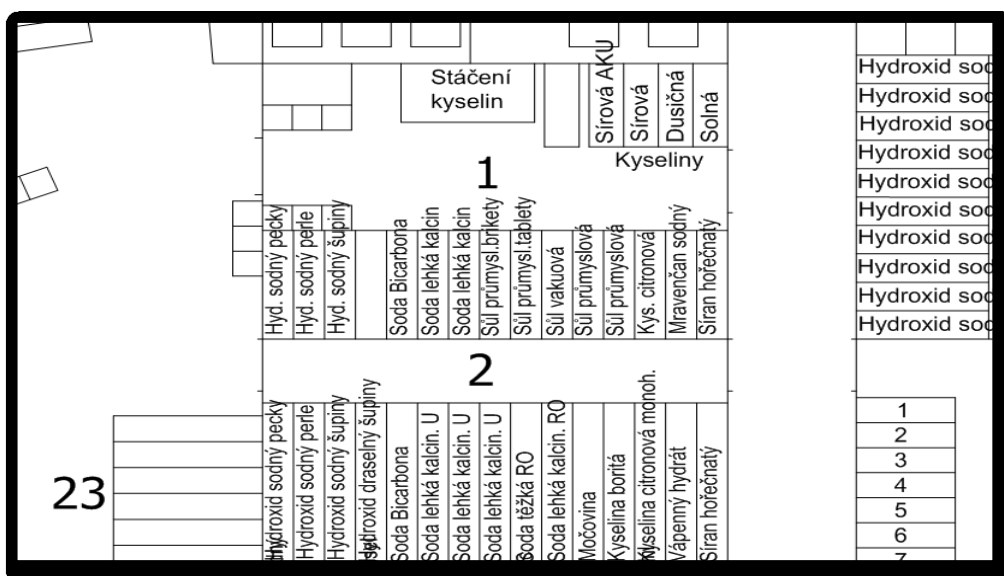 Stáčení
kyselin
Sírová AKU
Sírová
Dusičná
Solná
Kyseliny
1
Hyd. sodný pecky
Hyd. sodný perle
Hyd. sodný šupiny
Soda Bicarbona
Soda lehká kalcin
Soda lehká kalcin
Sůl průmysl.brikety
Sůl průmysl.tablety
Sůl vakuová
Sůl průmyslová
Sůl průmyslová
Kys. citronová
Mravenčan sodný
Síran hořečnatý
2
Hydroxid sodný pecky
Hydroxid sodný perle
Hydroxid sodný šupiny
Hydroxid draselný šupiny
Soda Bicarbona
Soda lehká kalcin. U
Soda lehká kalcin. U
Soda lehká kalcin. U
Soda těžká RO
Soda lehká kalcin. RO
Močovina
Kyselina boritá
Kyselina citronová monoh.
Vápenný hydrát
Síran hořečnatý
23
Hydroxid sod
Hydroxid sod
Hydroxid sod
Hydroxid sod
Hydroxid sod
Hydroxid sod
Hydroxid sod
Hydroxid sod
Hydroxid sod
Hydroxid sod
1
2
3
4
5
6
7